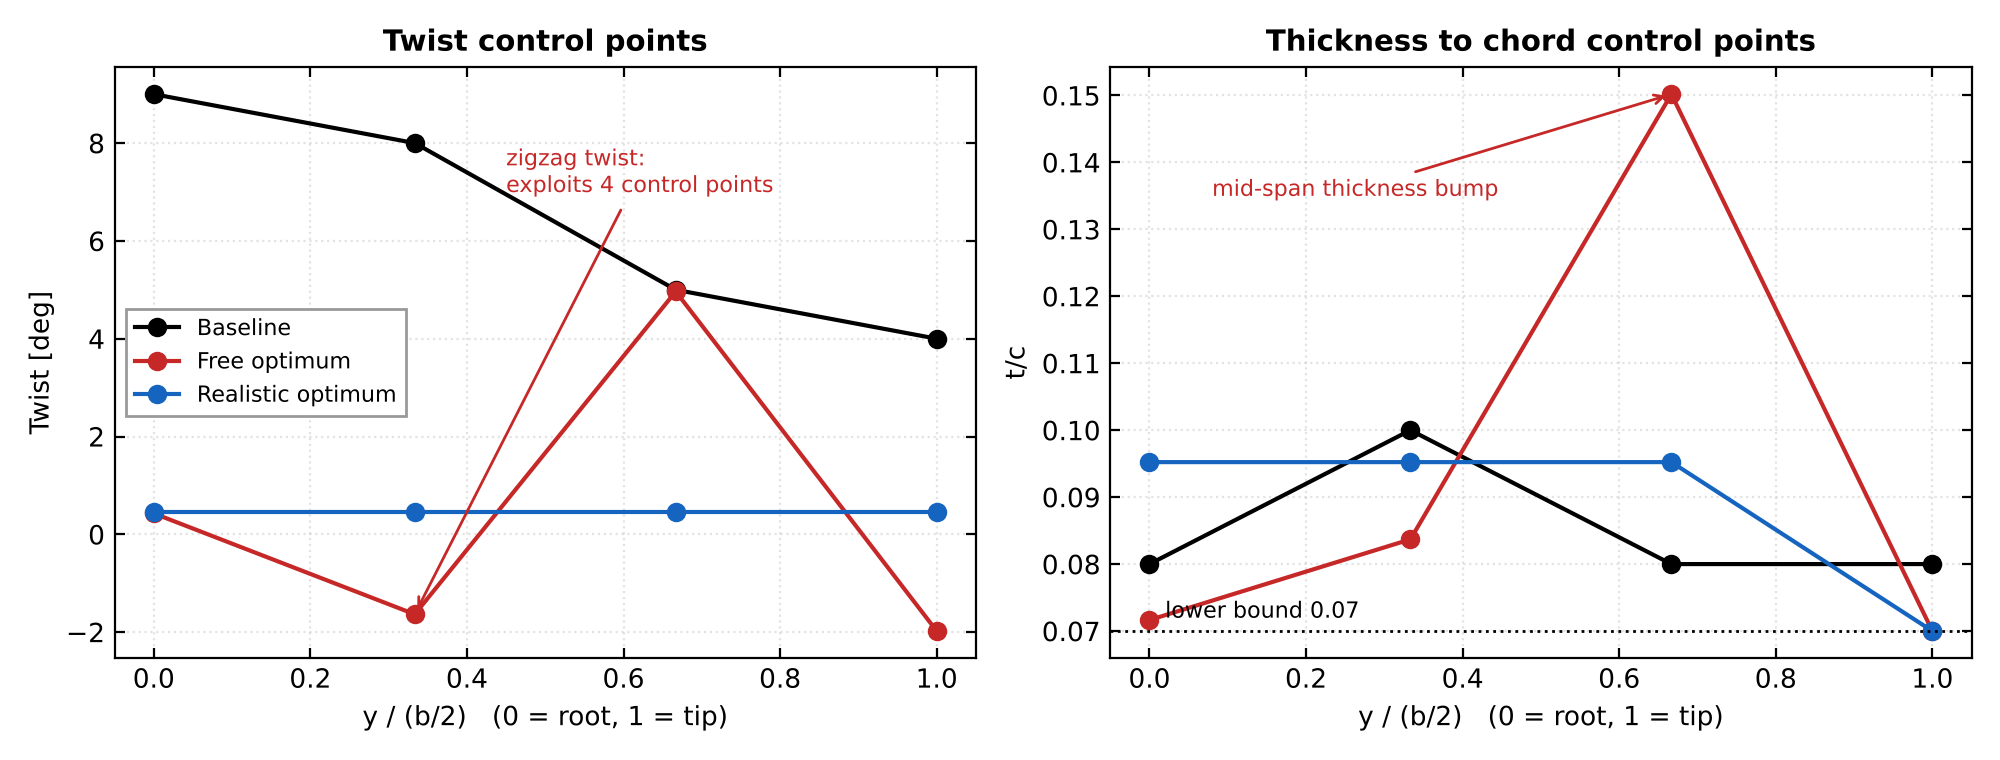 Twist control points
Twist [deg]
8
6
4
2
0
−2
zigzag twist:
exploits 4 control points
Baseline
Free optimum
Realistic optimum
0.0 0.2 0.4 0.6 0.8 1.0
y / (b/2) (0 = root, 1 = tip)
Thickness to chord control points
t/c
0.15
0.14
0.13
0.12
0.11
0.10
0.09
0.08
0.07
mid-span thickness bump
lower bound 0.07
0.0 0.2 0.4 0.6 0.8 1.0
y / (b/2) (0 = root, 1 = tip)